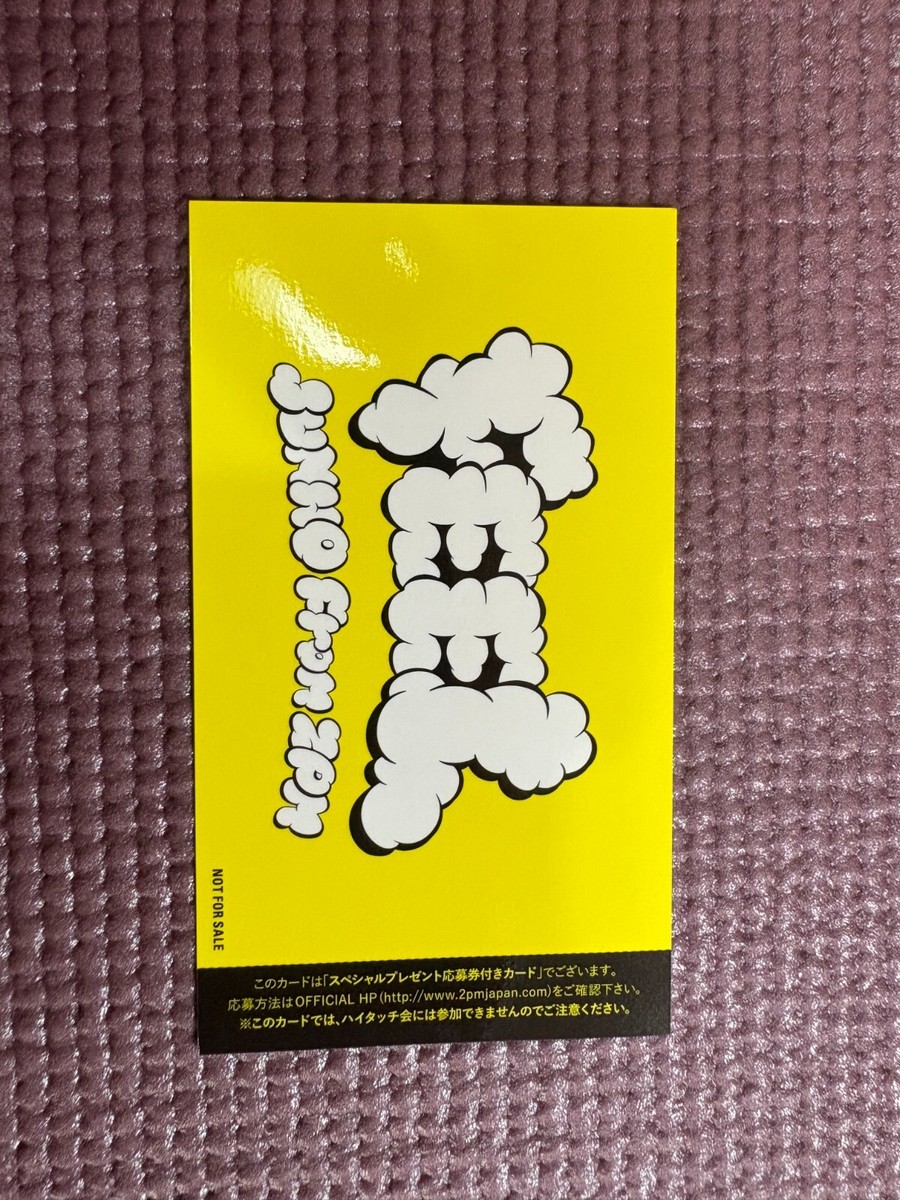 FEEL
JUNHO From 2PM
NOT FOR SALE
このカードは「スペシャルプレゼント応募券付きカード」でございます。
応募方法はOFFICIAL HP(http://www.2pmjapan.com)をご確認下さい。
※このカードでは、ハイタッチ会には参加できませんのでご注意ください。